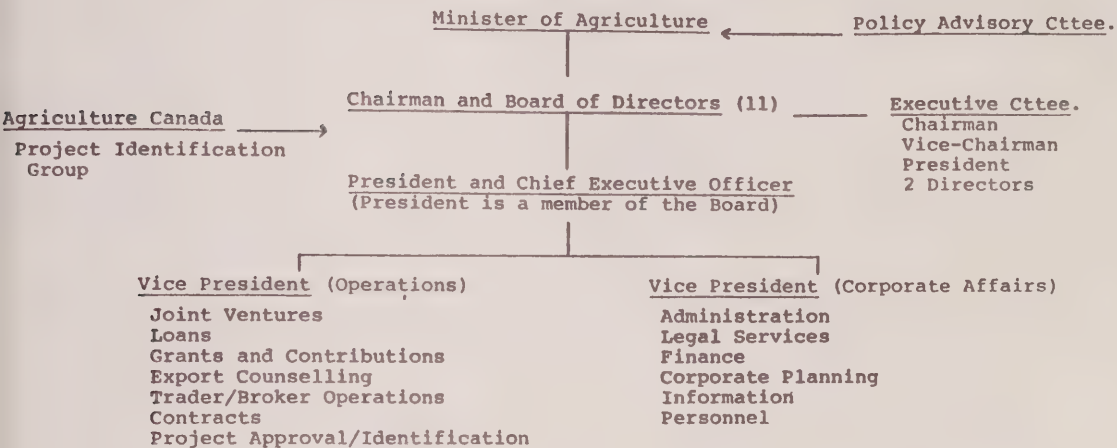 Minister of Agriculture
Policy Advisory Cttee.
Chairman and Board of Directors (11)
Executive Cttee.
Chairman
Vice-Chairman
President
2 Directors
Agriculture Canada
Project Identification
Group
President and Chief Executive Officer
(President is a member of the Board)
Vice President (Operations)
Joint Ventures
Loans
Grants and Contributions
Export Counselling
Trader/Broker Operations
Contracts
Project Approval/Identification
Vice President (Corporate Affairs)
Administration
Legal Services
Finance
Corporate Planning
Information
Personnel